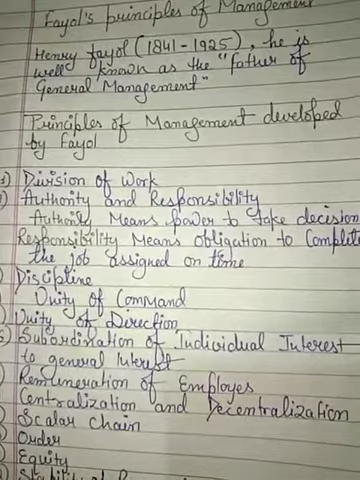 Fayol's principles of Management
Henry fayol (1841-1925), he is
well known as the "father of
General Management"
Principles of Management developed
by Fayol
1) Division of Work
) Authority and Responsibility
Authority Means power to take decision
Responsibility Means obligation to Complete
the job assigned on time
) Discipline
Unity of Command
) Unity of Direction
6) Subordination of Individual Interest
to general Interest
) Remuneration of Employes
Centralization and Decentralization
) Scalar chain
) Order
) Equity
) Stability